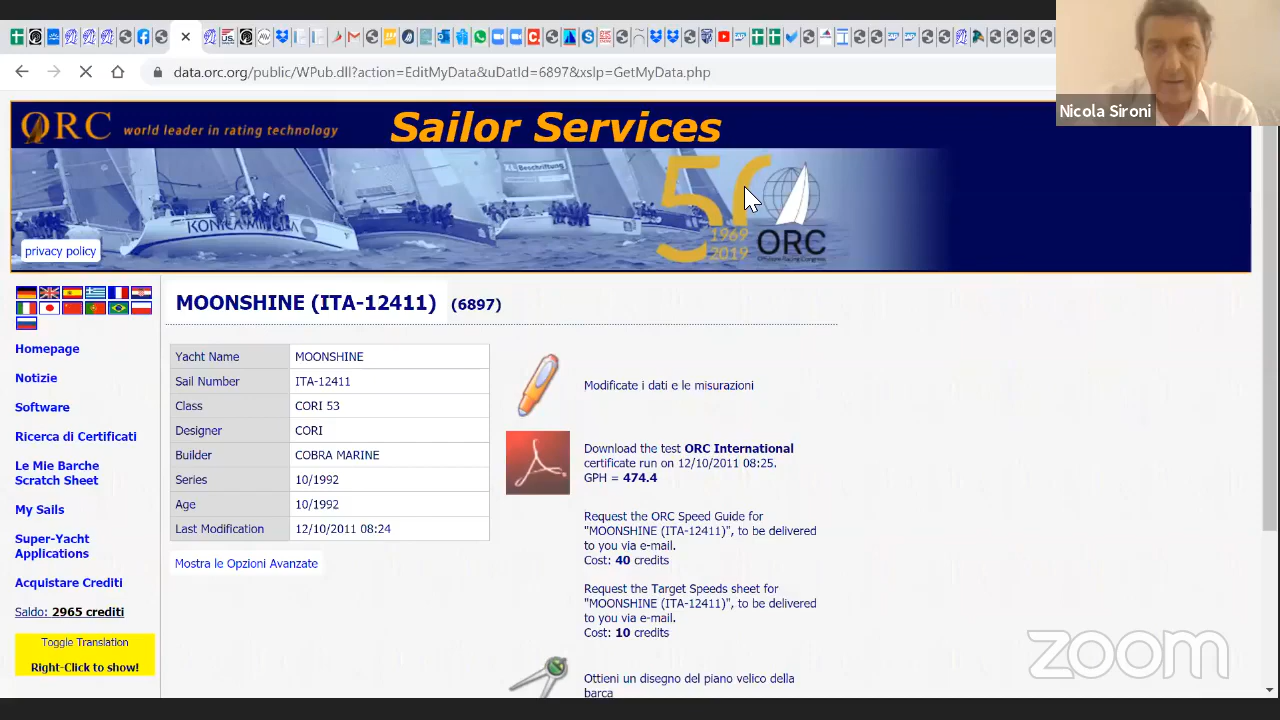 data.orc.org/public/WPub.dll?action=EditMyData&uDatId=6897&xslp=GetMyData.php
Nicola Sironi
ORC world leader in rating technology
Sailor Services
KONICA MINOLTA
Beschriftung
50
1969
2019
ORC
Offshore Racing Congress
privacy policy
MOONSHINE (ITA-12411) (6897)
Homepage
Notizie
Software
Ricerca di Certificati
Le Mie Barche
Scratch Sheet
My Sails
Super-Yacht
Applications
Acquistare Crediti
Saldo: 2965 crediti
Toggle Translation
Right-Click to show!
Yacht Name MOONSHINE
Sail Number ITA-12411
Class CORI 53
Designer CORI
Builder COBRA MARINE
Series 10/1992
Age 10/1992
Last Modification 12/10/2011 08:24
Mostra le Opzioni Avanzate
Modificate i dati e le misurazioni
Download the test ORC International
certificate run on 12/10/2011 08:25.
GPH = 474.4
Request the ORC Speed Guide for
"MOONSHINE (ITA-12411)", to be delivered
to you via e-mail.
Cost: 40 credits
Request the Target Speeds sheet for
"MOONSHINE (ITA-12411)", to be delivered
to you via e-mail.
Cost: 10 credits
Ottieni un disegno del piano velico della
barca
zoom